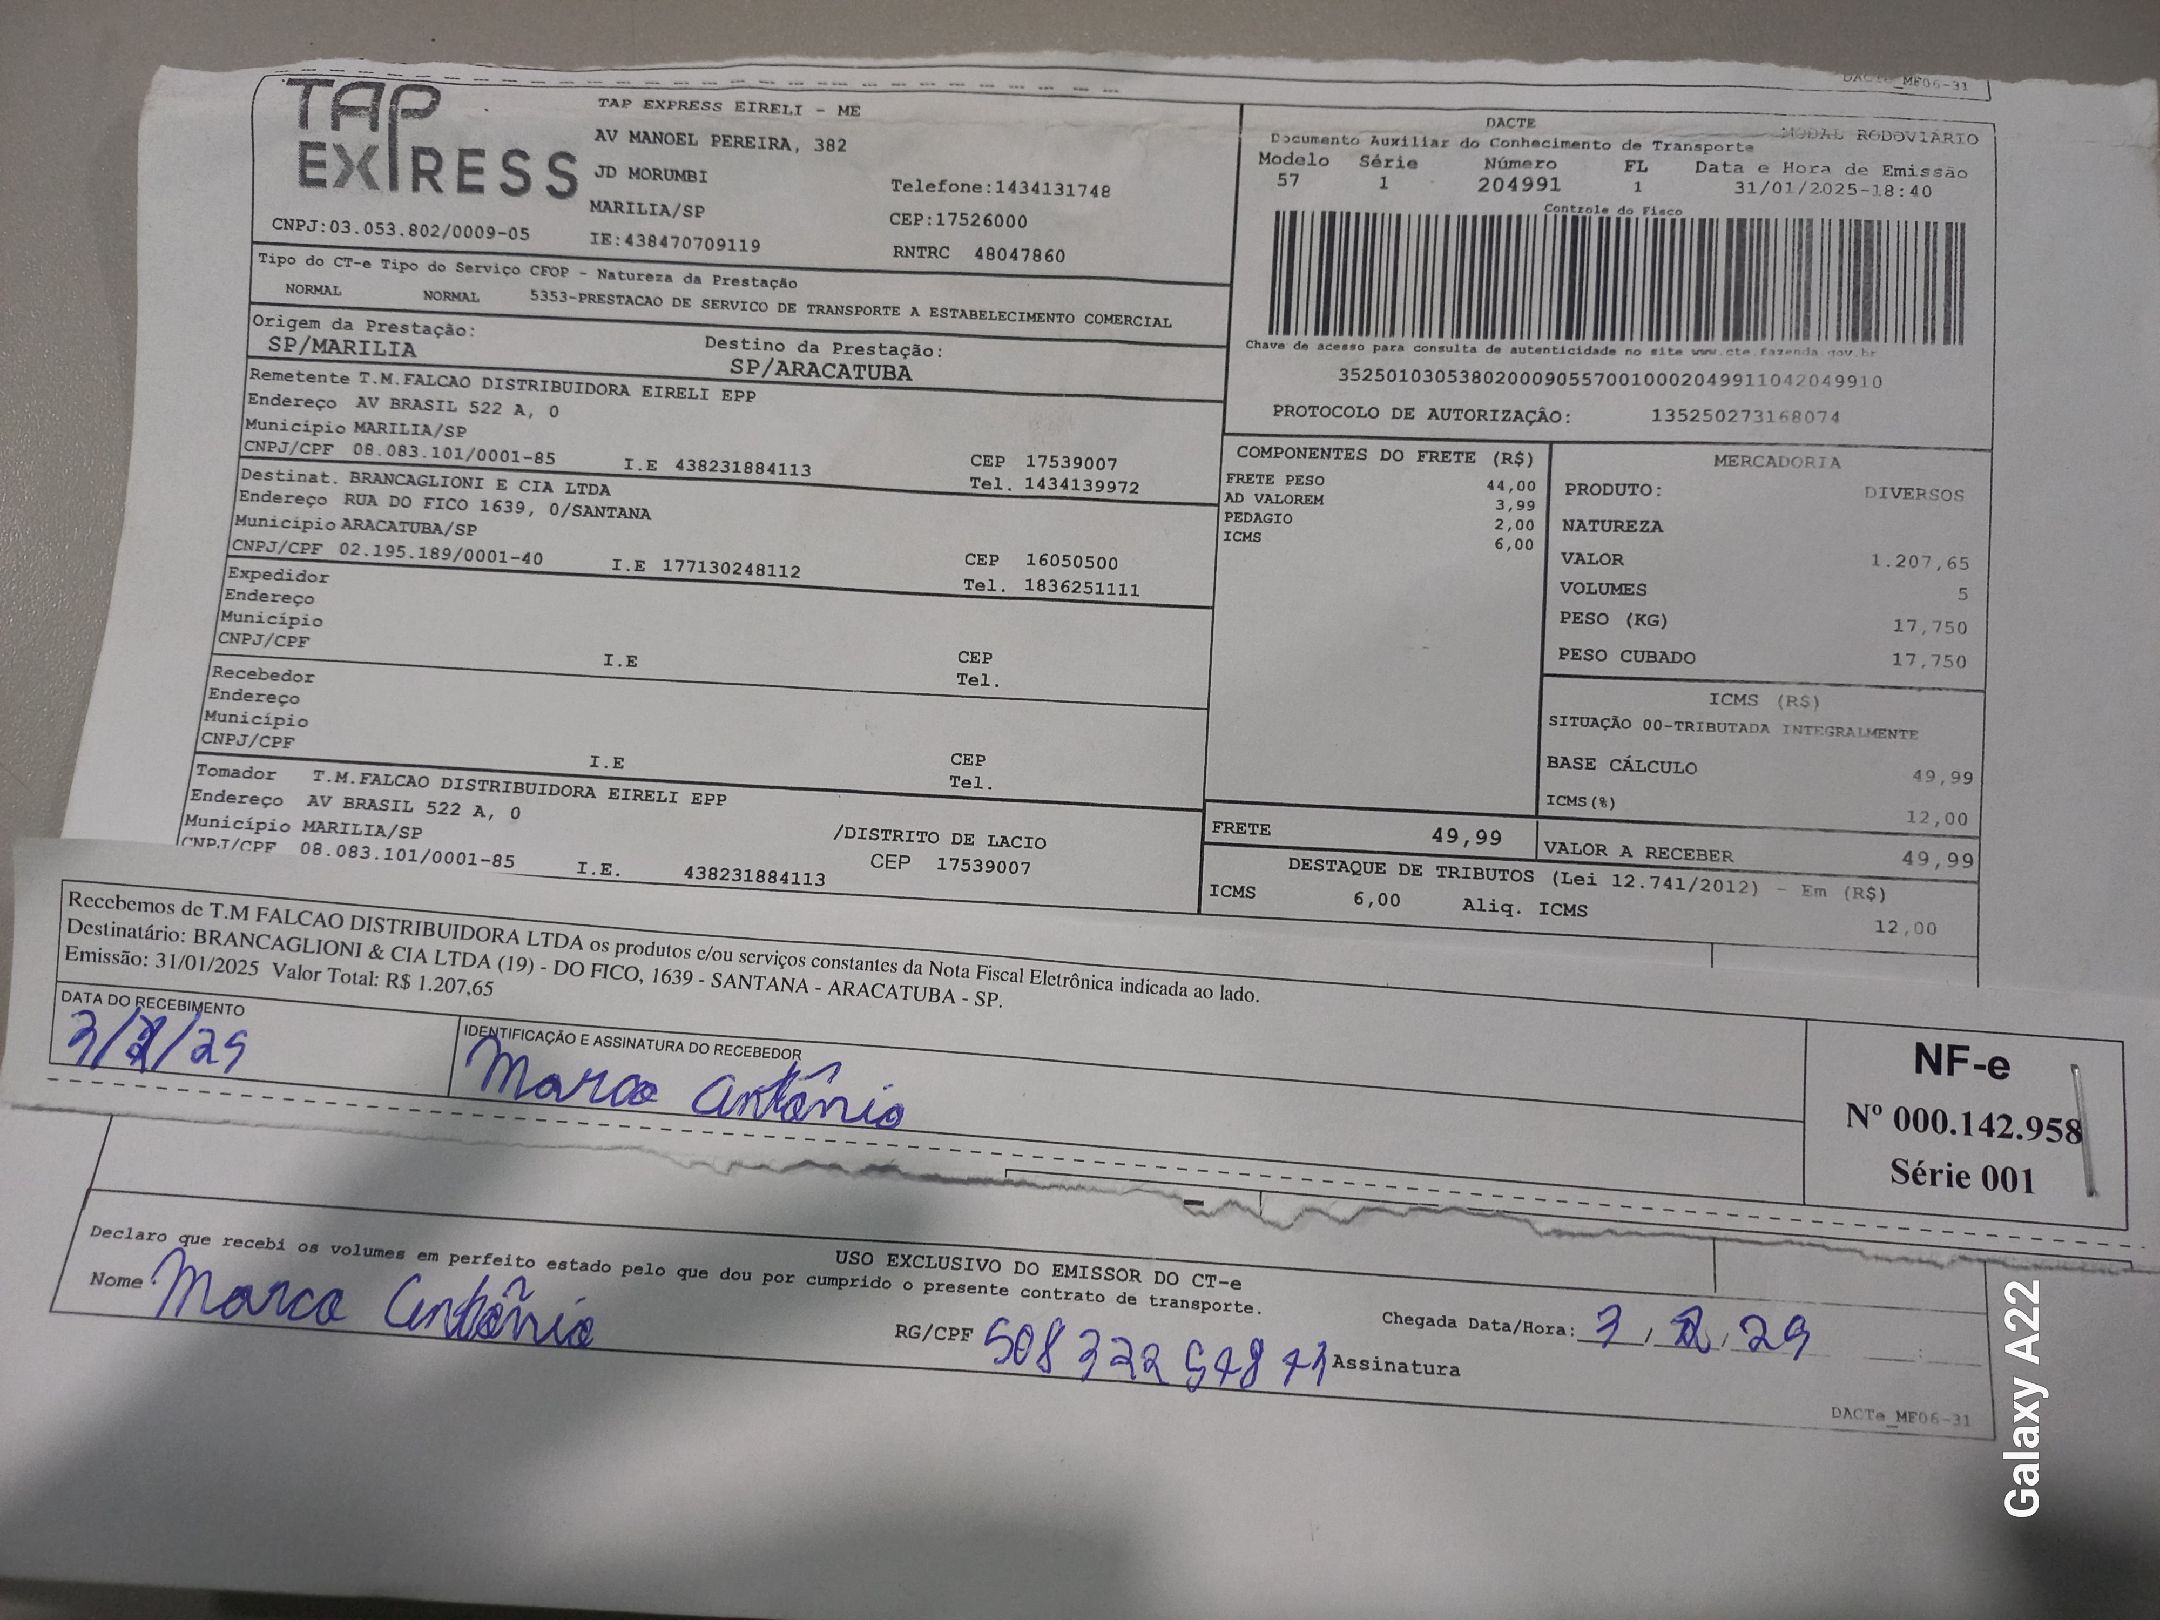 DACTe_MF06-31
TAP
EXPRESS
TAP EXPRESS EIRELI - ME
AV MANOEL PEREIRA, 382
JD MORUMBI
Telefone:1434131748
MARILIA/SP
CEP:17526000
CNPJ:03.053.802/0009-05
IE:438470709119
RNTRC 48047860
DACTE
MODAL RODOVIÁRIO
Documento Auxiliar do Conhecimento de Transporte
Modelo Série Número FL Data e Hora de Emissão
57 1 204991 1 31/01/2025-18:40
Controle do Fisco
Chave de acesso para consulta de autenticidade no site www.cte.fazenda.gov.br
35250103053802000905570010002049911042049910
PROTOCOLO DE AUTORIZAÇÃO: 135250273168074
Tipo do CT-e Tipo do Serviço CFOP - Natureza da Prestação
NORMAL NORMAL 5353-PRESTACAO DE SERVICO DE TRANSPORTE A ESTABELECIMENTO COMERCIAL
Origem da Prestação: Destino da Prestação:
SP/MARILIA SP/ARACATUBA
Remetente T.M.FALCAO DISTRIBUIDORA EIRELI EPP
Endereço AV BRASIL 522 A, 0
Município MARILIA/SP
CEP 17539007
CNPJ/CPF 08.083.101/0001-85 I.E 438231884113 Tel. 1434139972
Destinat. BRANCAGLIONI E CIA LTDA
Endereço RUA DO FICO 1639, 0/SANTANA
Município ARACATUBA/SP
CEP 16050500
CNPJ/CPF 02.195.189/0001-40 I.E 177130248112 Tel. 1836251111
Expedidor
Endereço
Município
CEP
CNPJ/CPF I.E Tel.
Recebedor
Endereço
Município
CEP
CNPJ/CPF I.E Tel.
Tomador T.M.FALCAO DISTRIBUIDORA EIRELI EPP
Endereço AV BRASIL 522 A, 0 /DISTRITO DE LACIO
Município MARILIA/SP CEP 17539007
CNPJ/CPF 08.083.101/0001-85 I.E. 438231884113
COMPONENTES DO FRETE (R$)
FRETE PESO 44,00
AD VALOREM 3,99
PEDAGIO 2,00
ICMS 6,00
MERCADORIA
PRODUTO: DIVERSOS
NATUREZA
VALOR 1.207,65
VOLUMES 5
PESO (KG) 17,750
PESO CUBADO 17,750
ICMS (R$)
SITUAÇÃO 00-TRIBUTADA INTEGRALMENTE
BASE CÁLCULO 49,99
ICMS(%) 12,00
FRETE 49,99 VALOR A RECEBER 49,99
DESTAQUE DE TRIBUTOS (Lei 12.741/2012) - Em (R$)
ICMS 6,00 Aliq. ICMS 12,00
Recebemos de T.M FALCAO DISTRIBUIDORA LTDA os produtos e/ou serviços constantes da Nota Fiscal Eletrônica indicada ao lado.
Destinatário: BRANCAGLIONI & CIA LTDA (19) - DO FICO, 1639 - SANTANA - ARACATUBA - SP.
Emissão: 31/01/2025 Valor Total: R$ 1.207,65
DATA DO RECEBIMENTO IDENTIFICAÇÃO E ASSINATURA DO RECEBEDOR
3/2/25 Marco Antônio
NF-e
Nº 000.142.958
Série 001
USO EXCLUSIVO DO EMISSOR DO CT-e
Declaro que recebi os volumes em perfeito estado pelo que dou por cumprido o presente contrato de transporte.
Nome Marco Antônio RG/CPF Assinatura Chegada Data/Hora: 3/2/25
DACTe_MF06-31
Galaxy A22